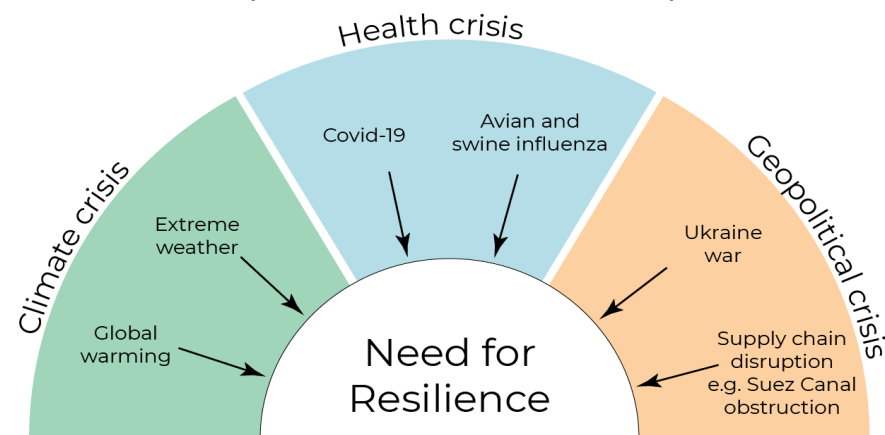 Health crisis
Climate crisis
Geopolitical crisis
Covid-19
Avian and
swine influenza
Extreme
weather
Global
warming
Ukraine
war
Supply chain
disruption
e.g. Suez Canal
obstruction
Need for
Resilience